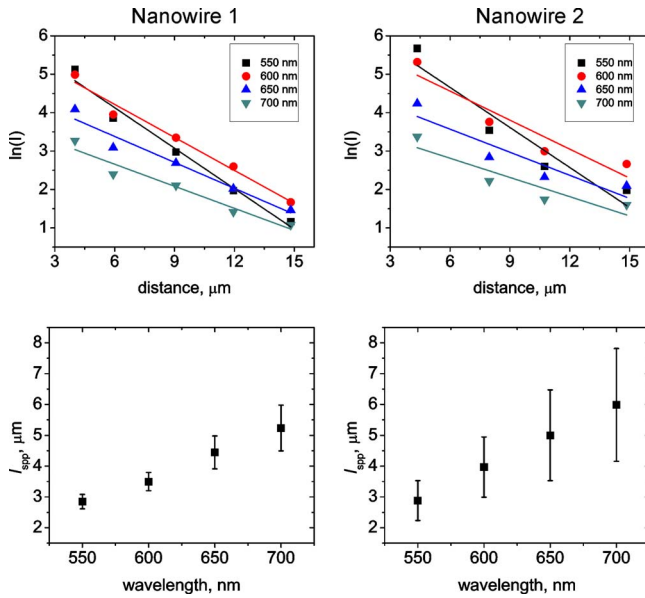 Nanowire 1
Nanowire 2
ln(I)
6
5
4
3
2
1
550 nm
600 nm
650 nm
700 nm
3 6 9 12 15
distance, μm
ln(I)
6
5
4
3
2
1
550 nm
600 nm
650 nm
700 nm
3 6 9 12 15
distance, μm
l spp, μm
8
7
6
5
4
3
2
550 600 650 700
wavelength, nm
l spp, μm
8
7
6
5
4
3
2
550 600 650 700
wavelength, nm